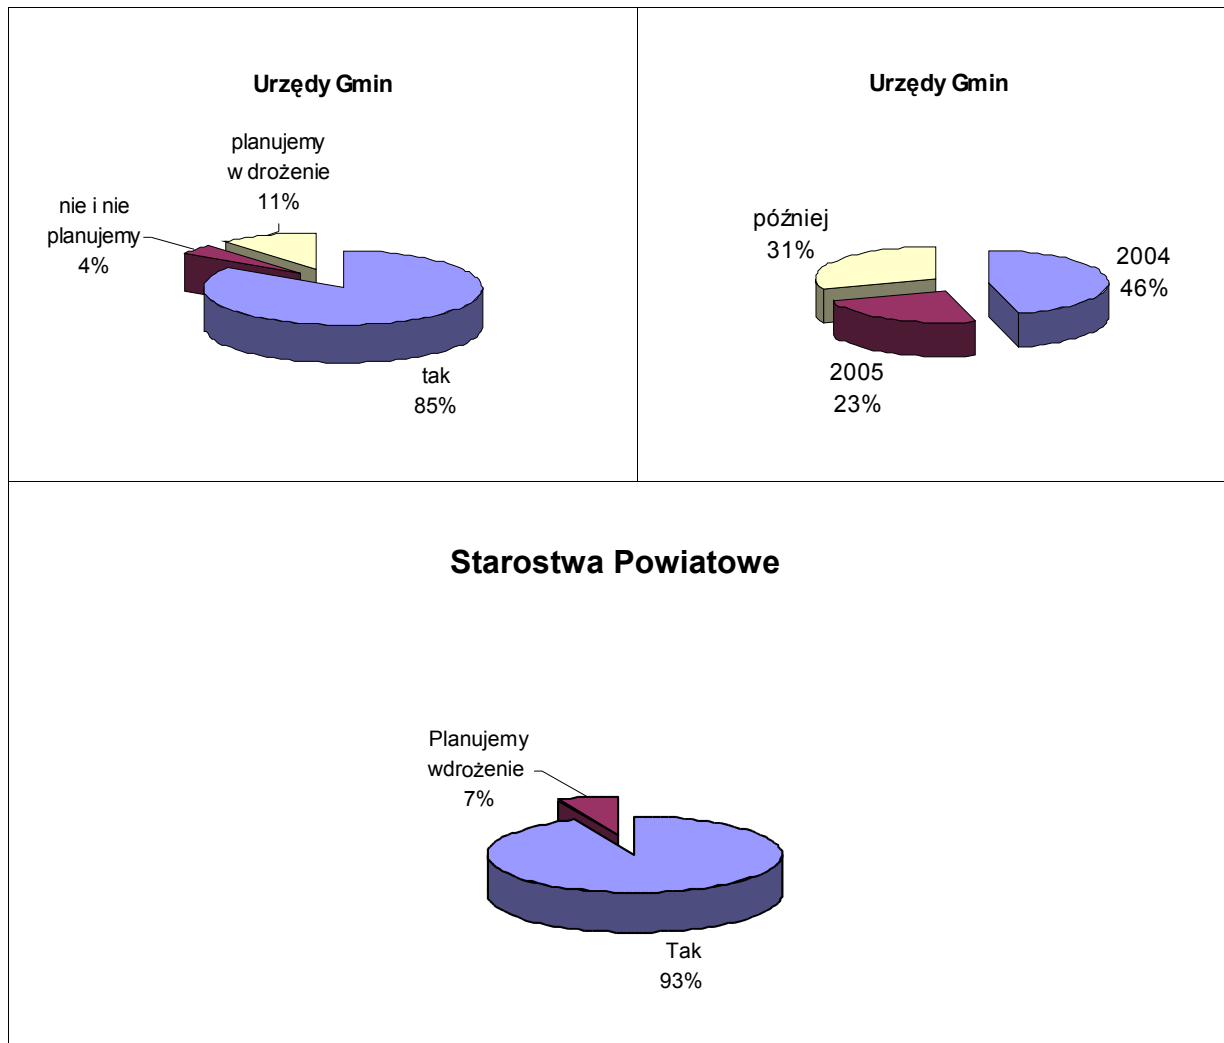 Urzędy Gmin
planujemy
w drożenie
11%
nie i nie
planujemy
4%
tak
85%
Urzędy Gmin
później
31%
2004
46%
2005
23%
Starostwa Powiatowe
Planujemy
wdrożenie
7%
Tak
93%